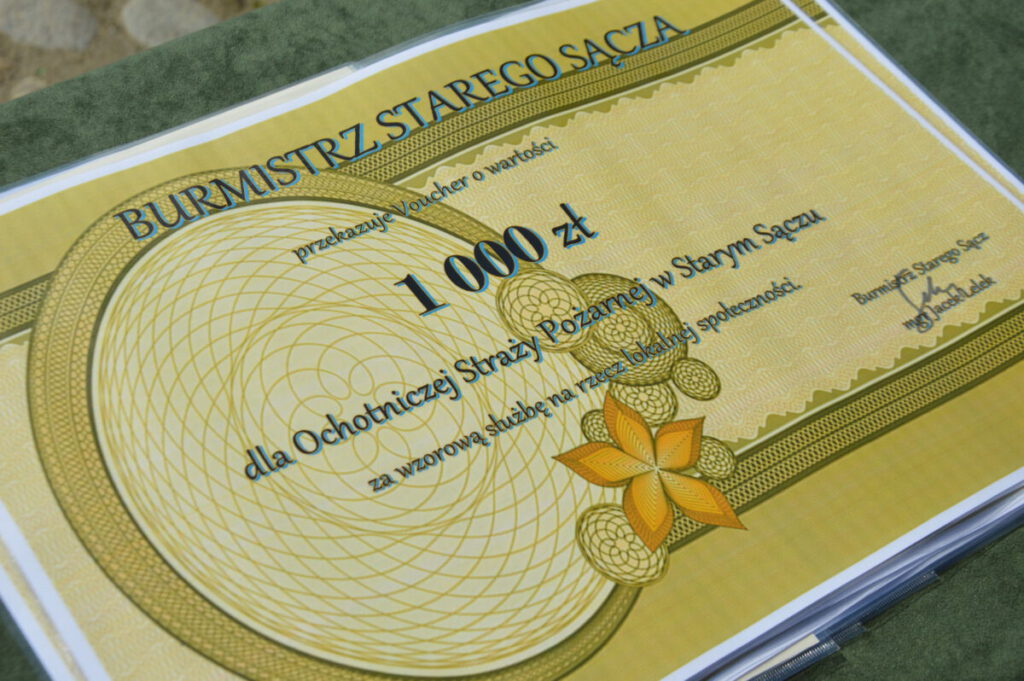 BURMISTRZ STAREGO SĄCZA
przekazuje Voucher o wartości
1 000 zł
dla Ochotniczej Straży Pożarnej w Starym Sączu
za wzorową służbę na rzecz lokalnej społeczności.
Burmistrz Starego Sącz
mgr Jacek Lelek